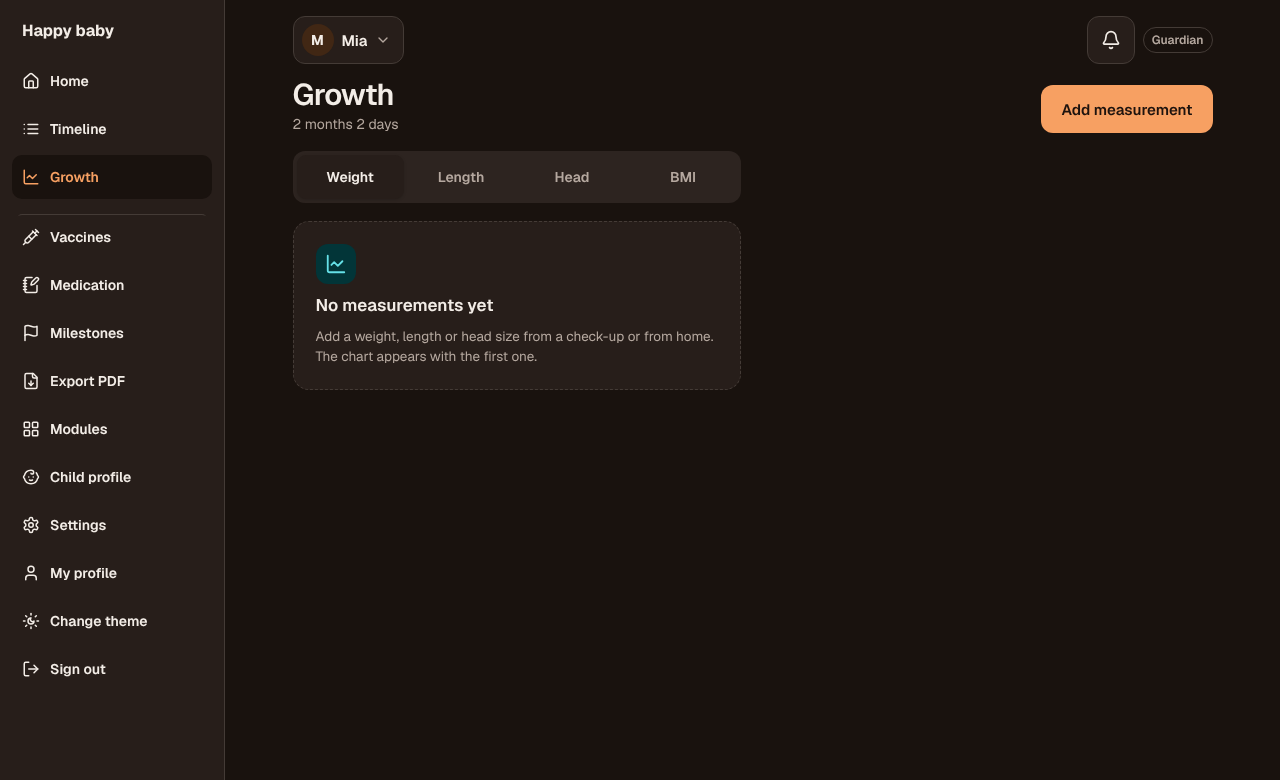 Happy baby
Home
Timeline
Growth
Vaccines
Medication
Milestones
Export PDF
Modules
Child profile
Settings
My profile
Change theme
Sign out
M Mia
Guardian
Growth
2 months 2 days
Add measurement
Weight Length Head BMI
No measurements yet
Add a weight, length or head size from a check-up or from home.
The chart appears with the first one.